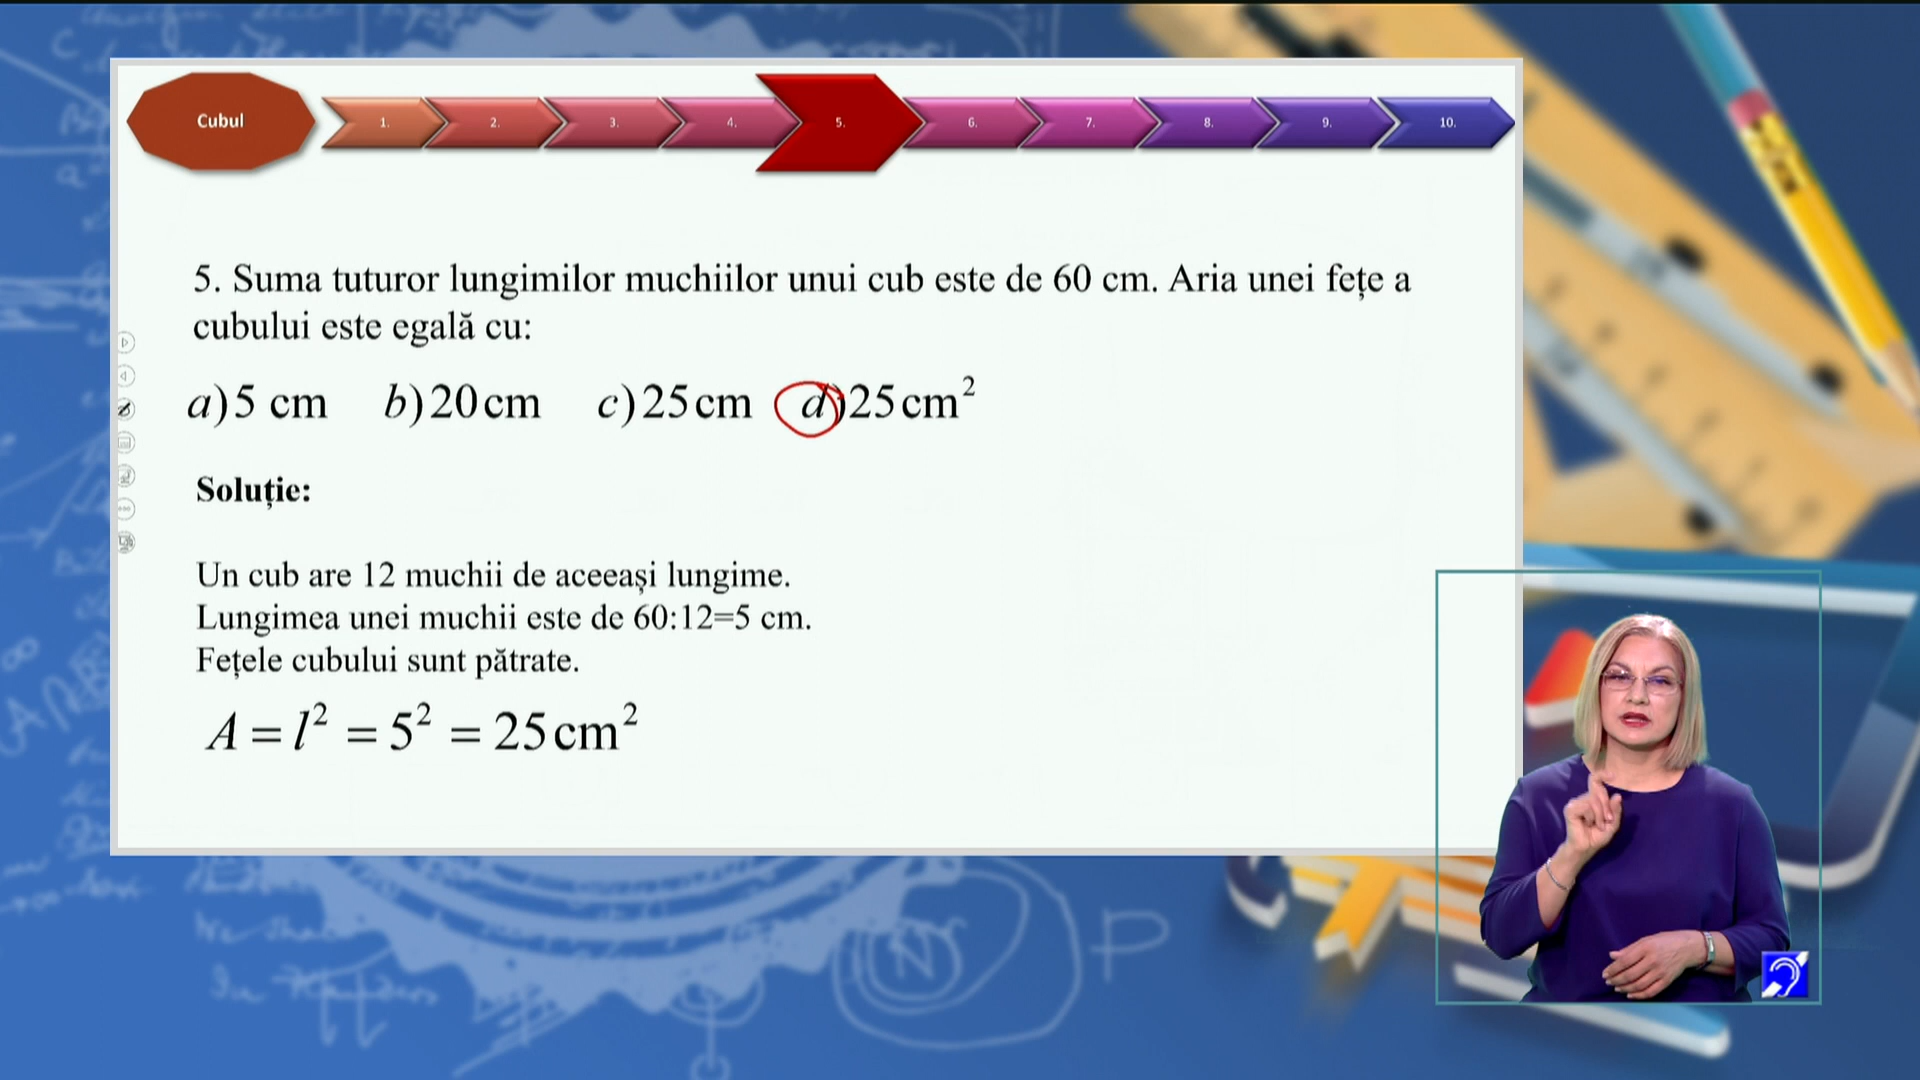 Cubul
1. 2. 3. 4. 5. 6. 7. 8. 9. 10.
5. Suma tuturor lungimilor muchiilor unui cub este de 60 cm. Aria unei fețe a
cubului este egală cu:
a)5 cm b)20cm c)25cm d)25cm²
Soluție:
Un cub are 12 muchii de aceeași lungime.
Lungimea unei muchii este de 60:12=5 cm.
Fețele cubului sunt pătrate.
A = l² = 5² = 25cm²
N
P